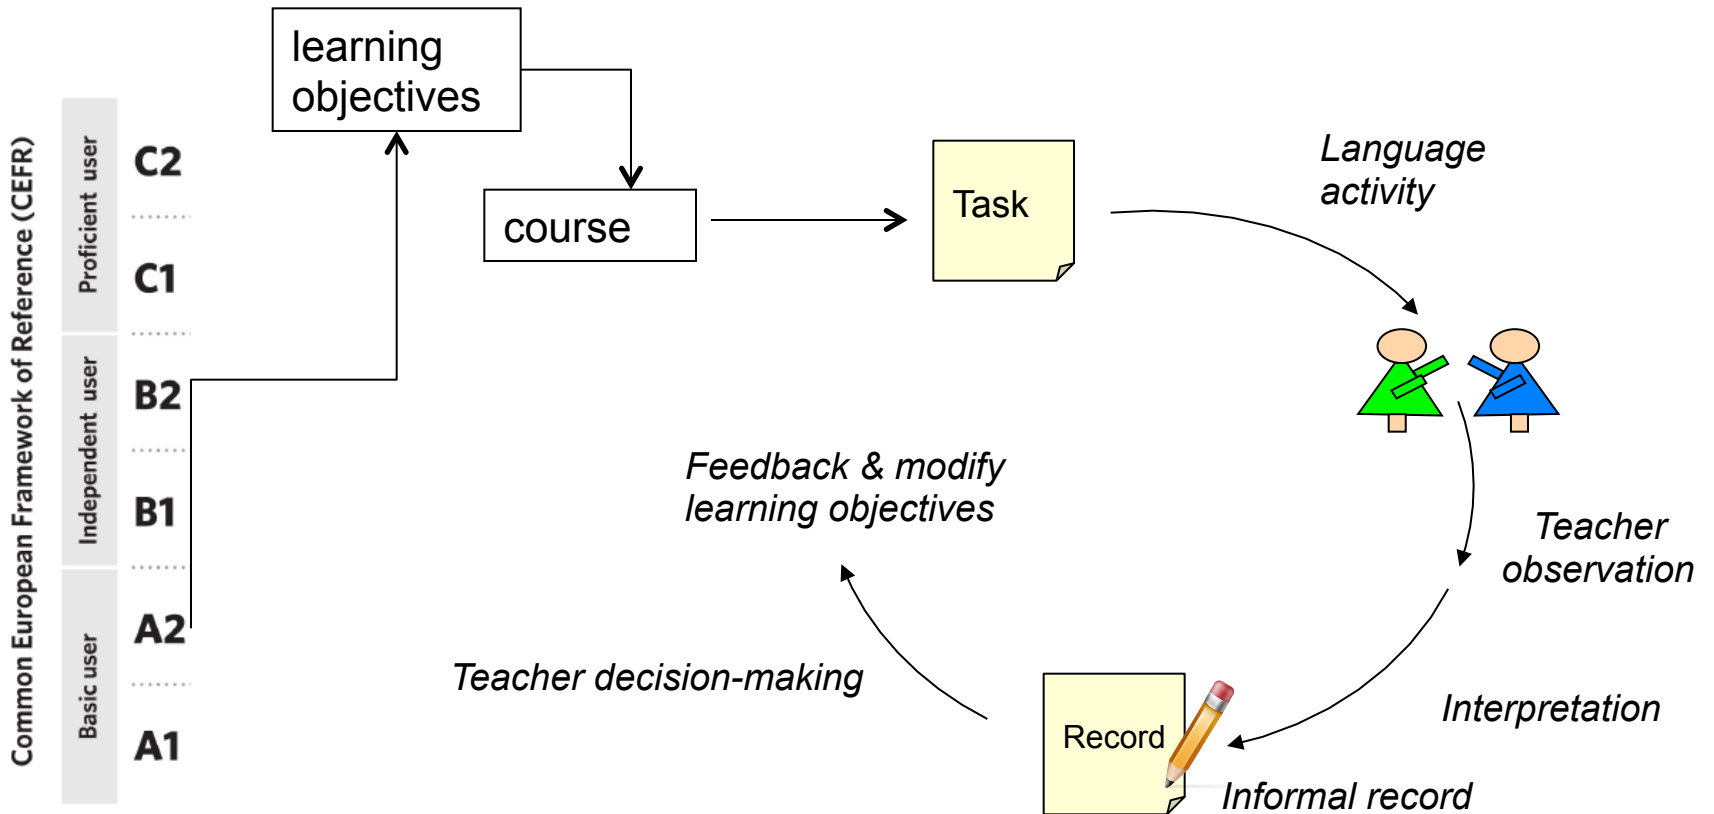 Common European Framework of Reference (CEFR)
Proficient user
Independent user
Basic user
C2
C1
B2
B1
A2
A1
learning
objectives
course
Task
Language
activity
Teacher
observation
Interpretation
Record
Informal record
Teacher decision-making
Feedback & modify
learning objectives